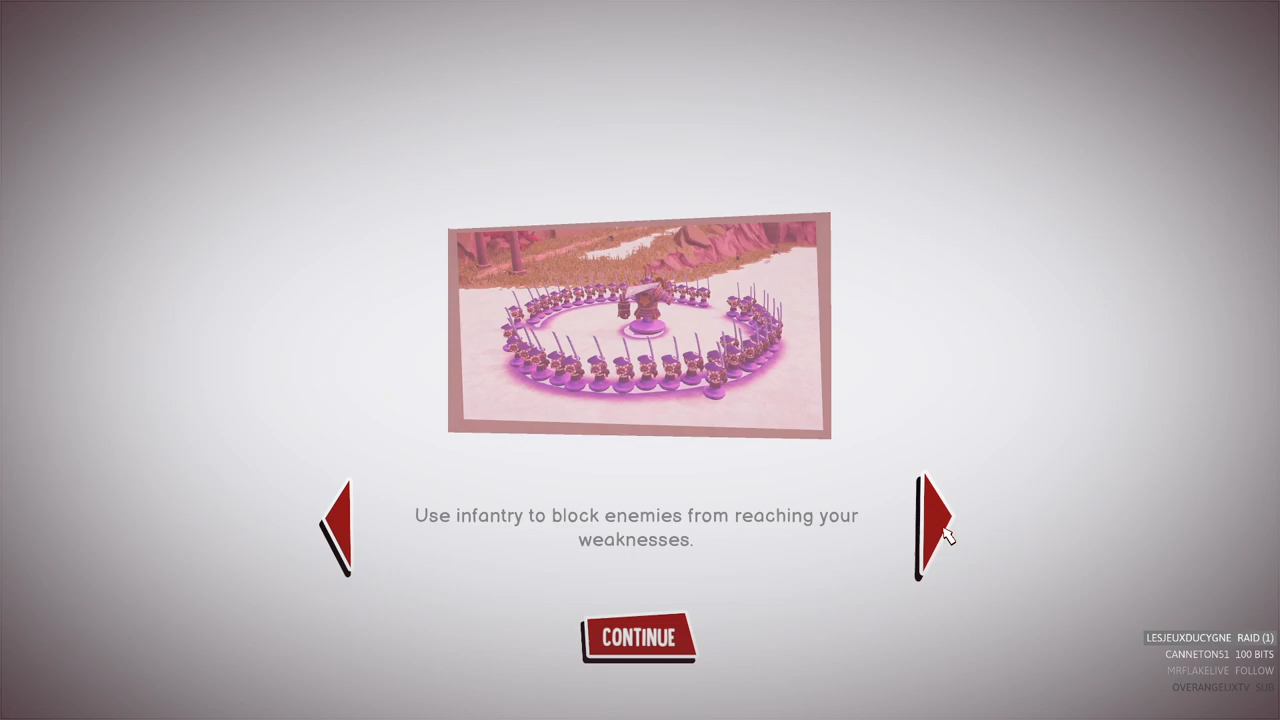 Use infantry to block enemies from reaching your
weaknesses.
CONTINUE
LESJEUXDUCYGNE RAID (1)
CANNETON51 100 BITS
MRFLAKELIVE FOLLOW
OVERANGELIXTV SUB